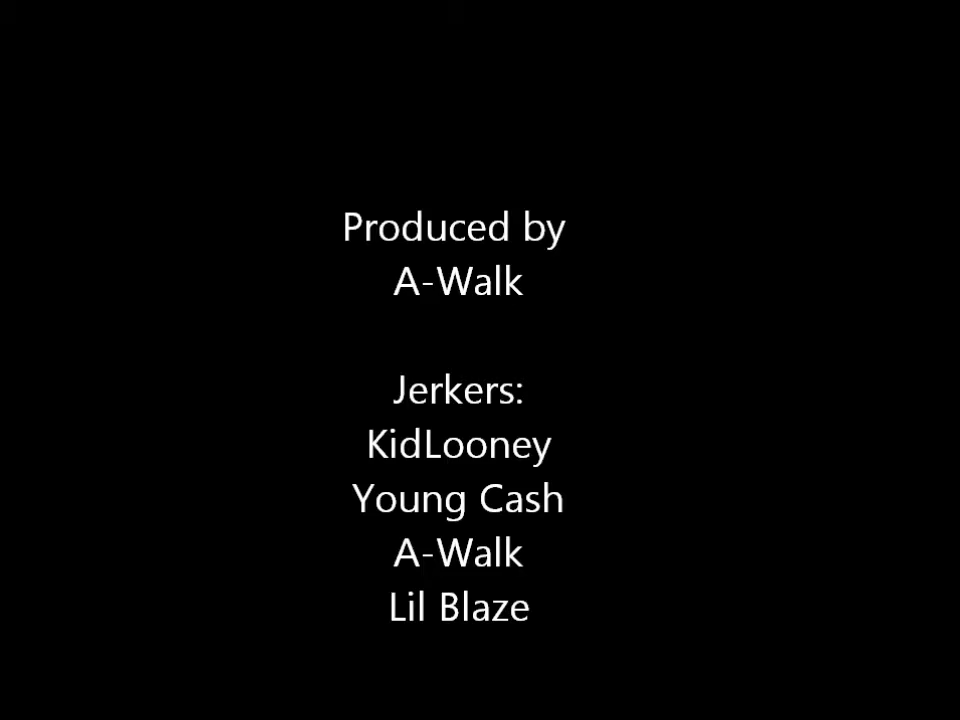 Produced by
A-Walk
Jerkers:
KidLooney
Young Cash
A-Walk
Lil Blaze